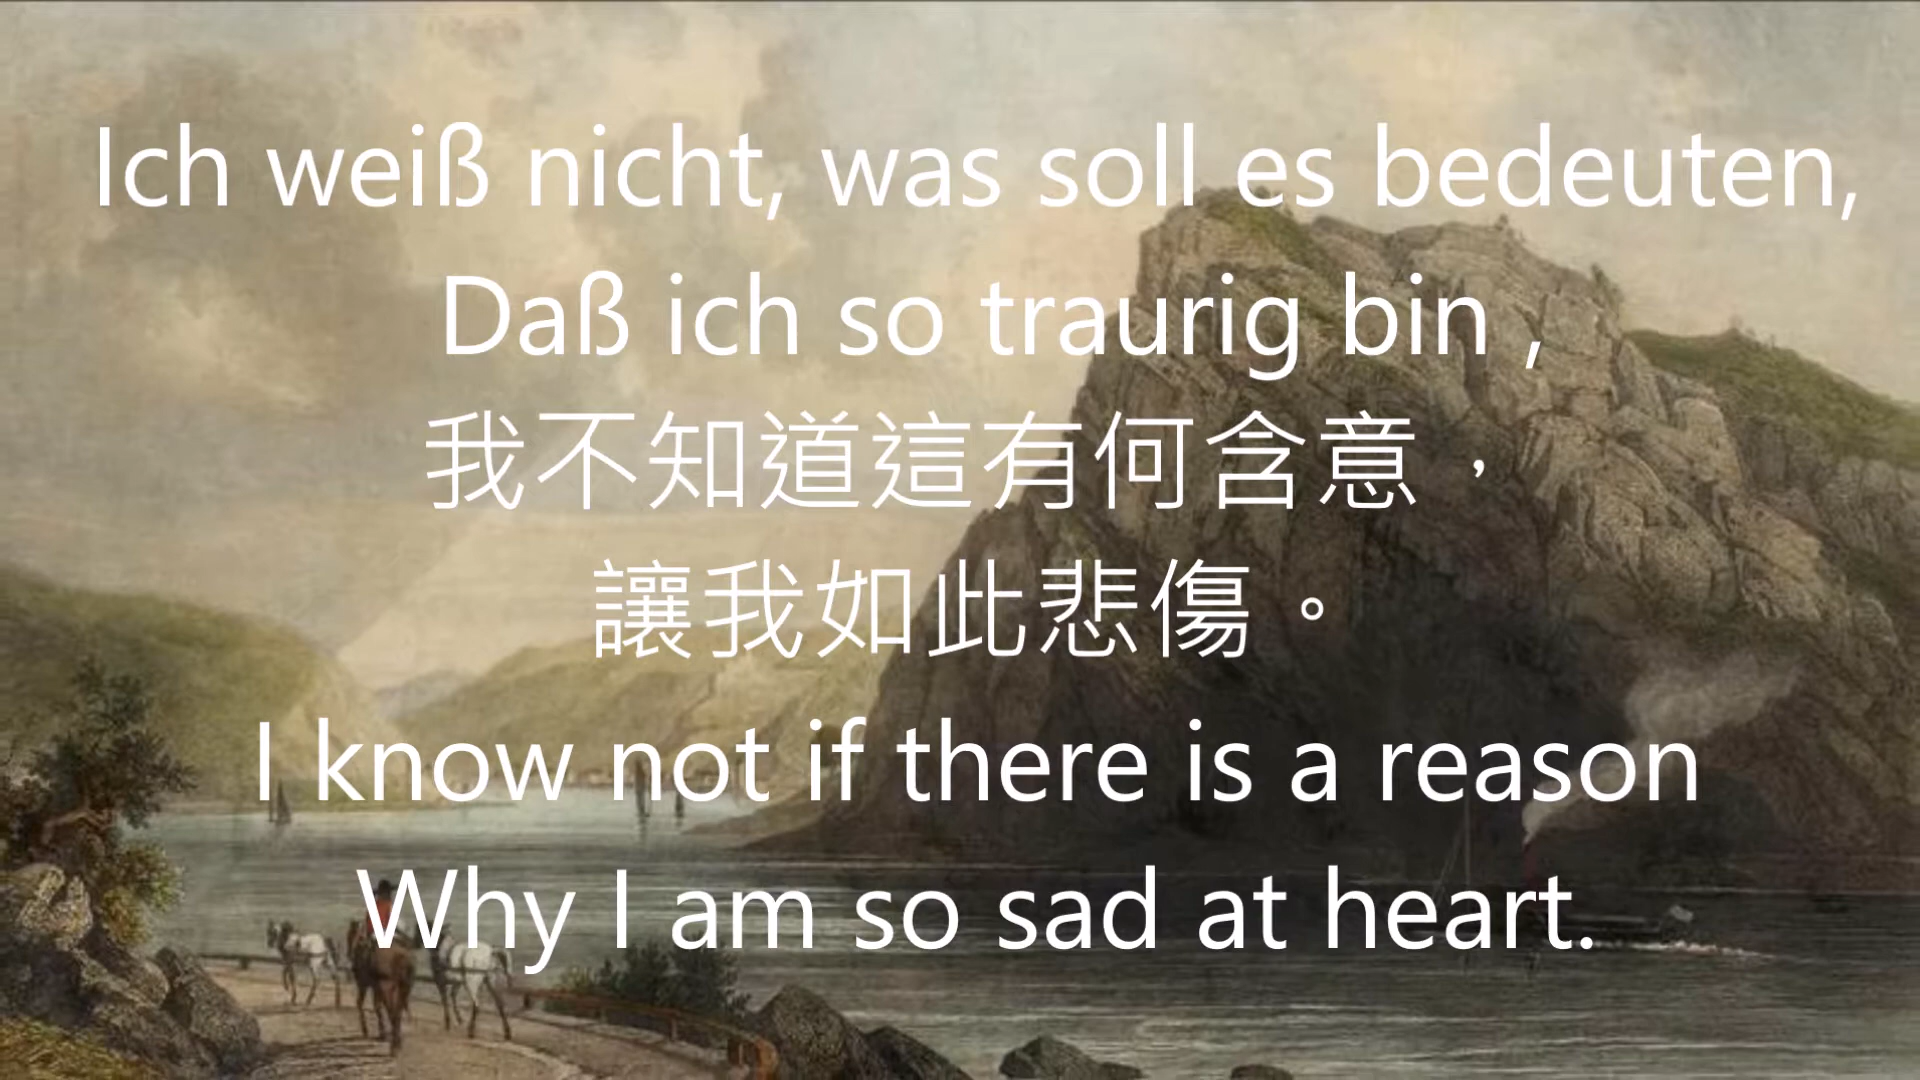 Ich weiß nicht, was soll es bedeuten,
Daß ich so traurig bin ,
我不知道這有何含意，
讓我如此悲傷。
I know not if there is a reason
Why I am so sad at heart.